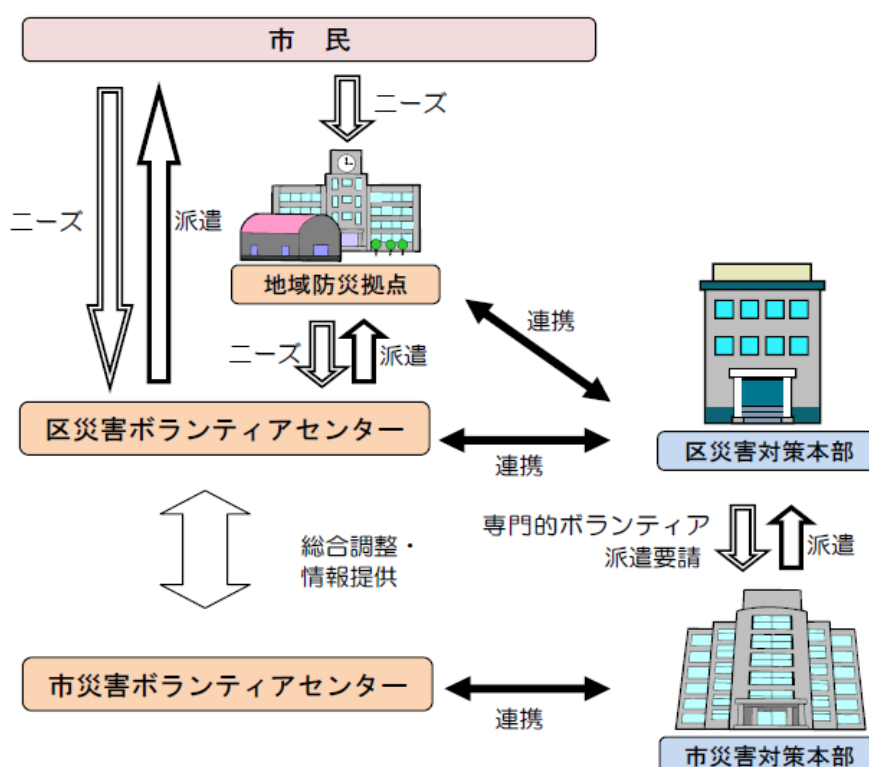 市　民
ニーズ
ニーズ
派遣
地域防災拠点
連携
ニーズ
派遣
区災害ボランティアセンター
連携
区災害対策本部
総合調整・
情報提供
専門的ボランティア
派遣要請
派遣
市災害ボランティアセンター
連携
市災害対策本部